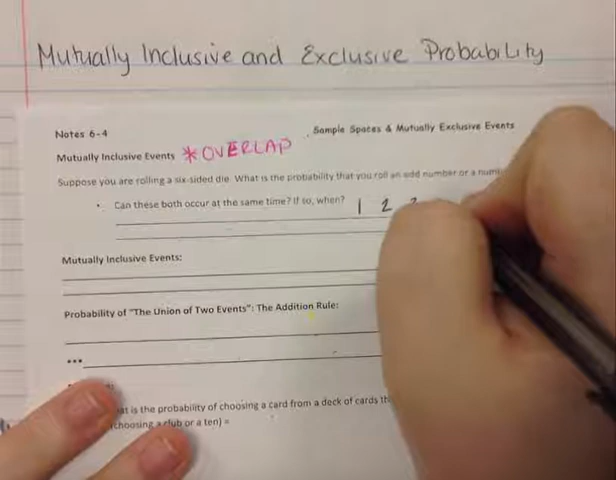 Mutually Inclusive and Exclusive Probability
Notes 6-4
Sample Spaces & Mutually Exclusive Events
Mutually Inclusive Events *OVERLAP
Suppose you are rolling a six-sided die. What is the probability that you roll an odd number or a
• Can these both occur at the same time? If so, when? 1 2
Mutually Inclusive Events:
Probability of "The Union of Two Events": The Addition Rule:
***
is the probability of choosing a card from a deck of cards
choosing a club or a ten) =